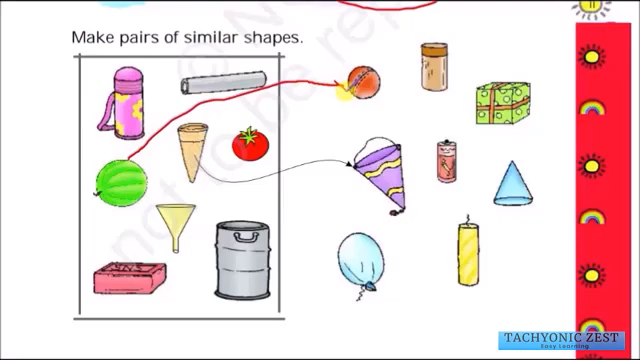 Make pairs of similar shapes.
TACHYONIC ZEST
Easy Learning